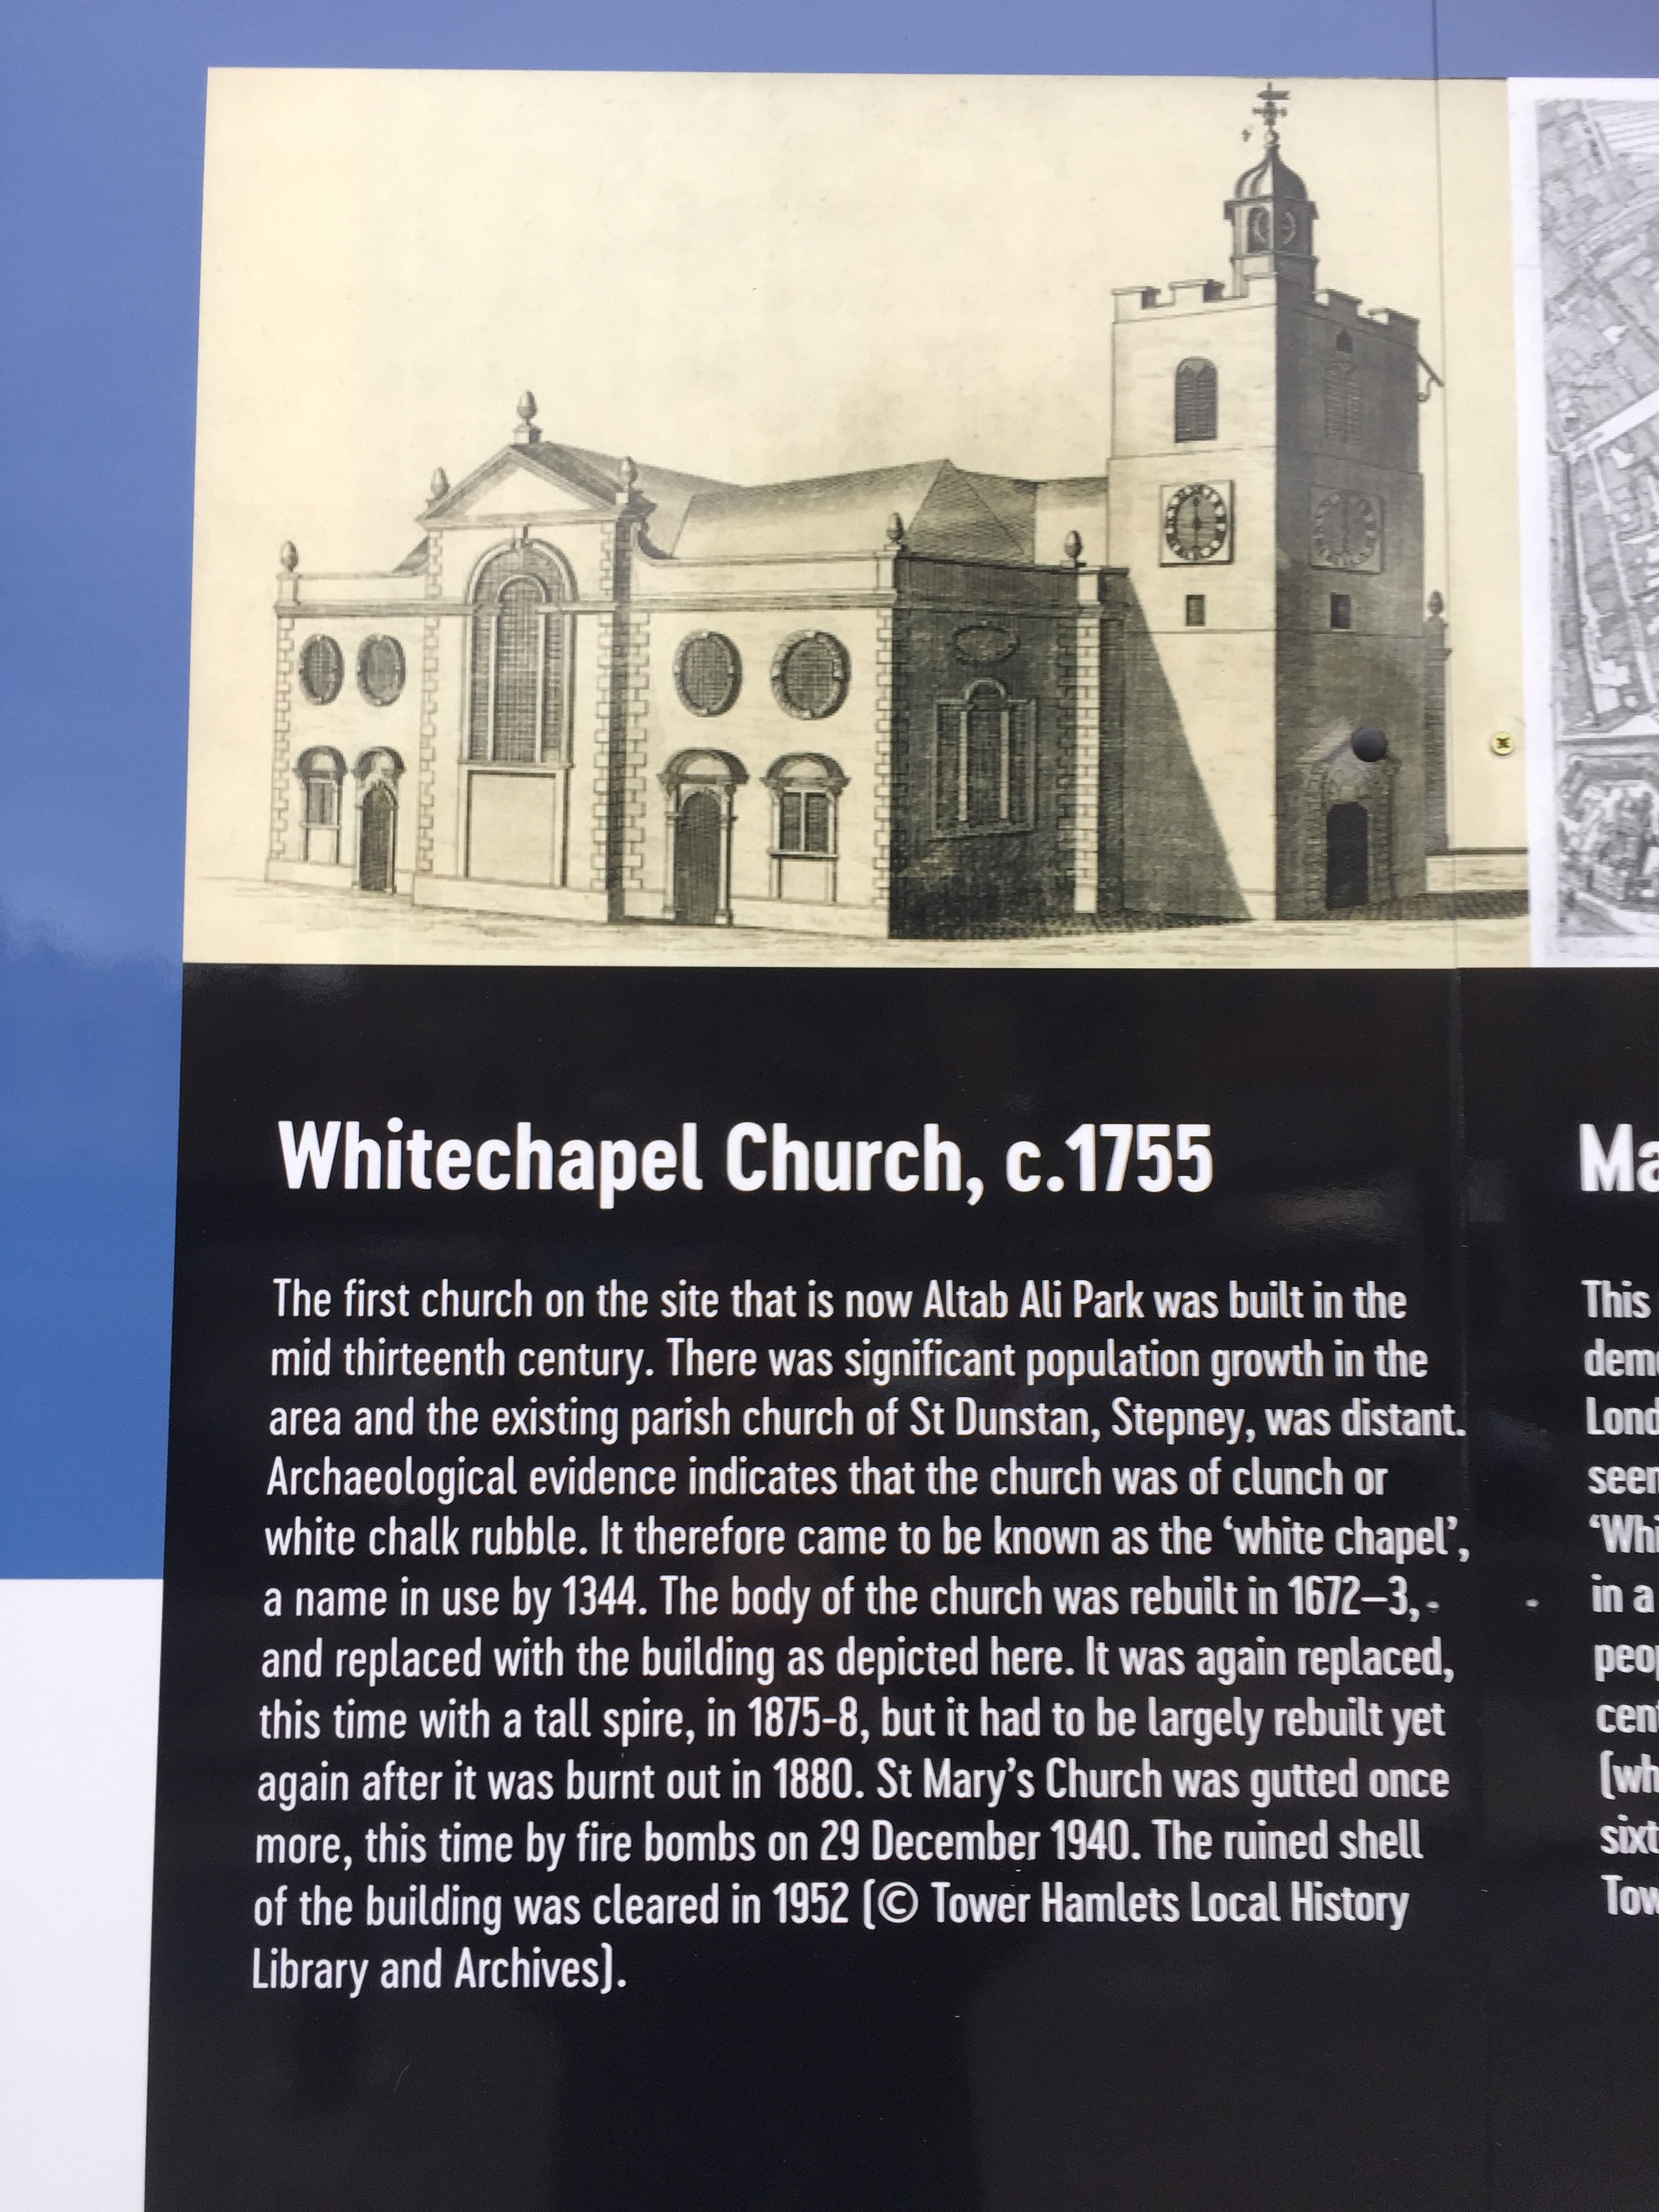 Whitechapel Church, c.1755
The first church on the site that is now Altab Ali Park was built in the
mid thirteenth century. There was significant population growth in the
area and the existing parish church of St Dunstan, Stepney, was distant.
Archaeological evidence indicates that the church was of clunch or
white chalk rubble. It therefore came to be known as the ‘white chapel’,
a name in use by 1344. The body of the church was rebuilt in 1672–3,
and replaced with the building as depicted here. It was again replaced,
this time with a tall spire, in 1875-8, but it had to be largely rebuilt yet
again after it was burnt out in 1880. St Mary’s Church was gutted once
more, this time by fire bombs on 29 December 1940. The ruined shell
of the building was cleared in 1952 (© Tower Hamlets Local History
Library and Archives).
This
in a